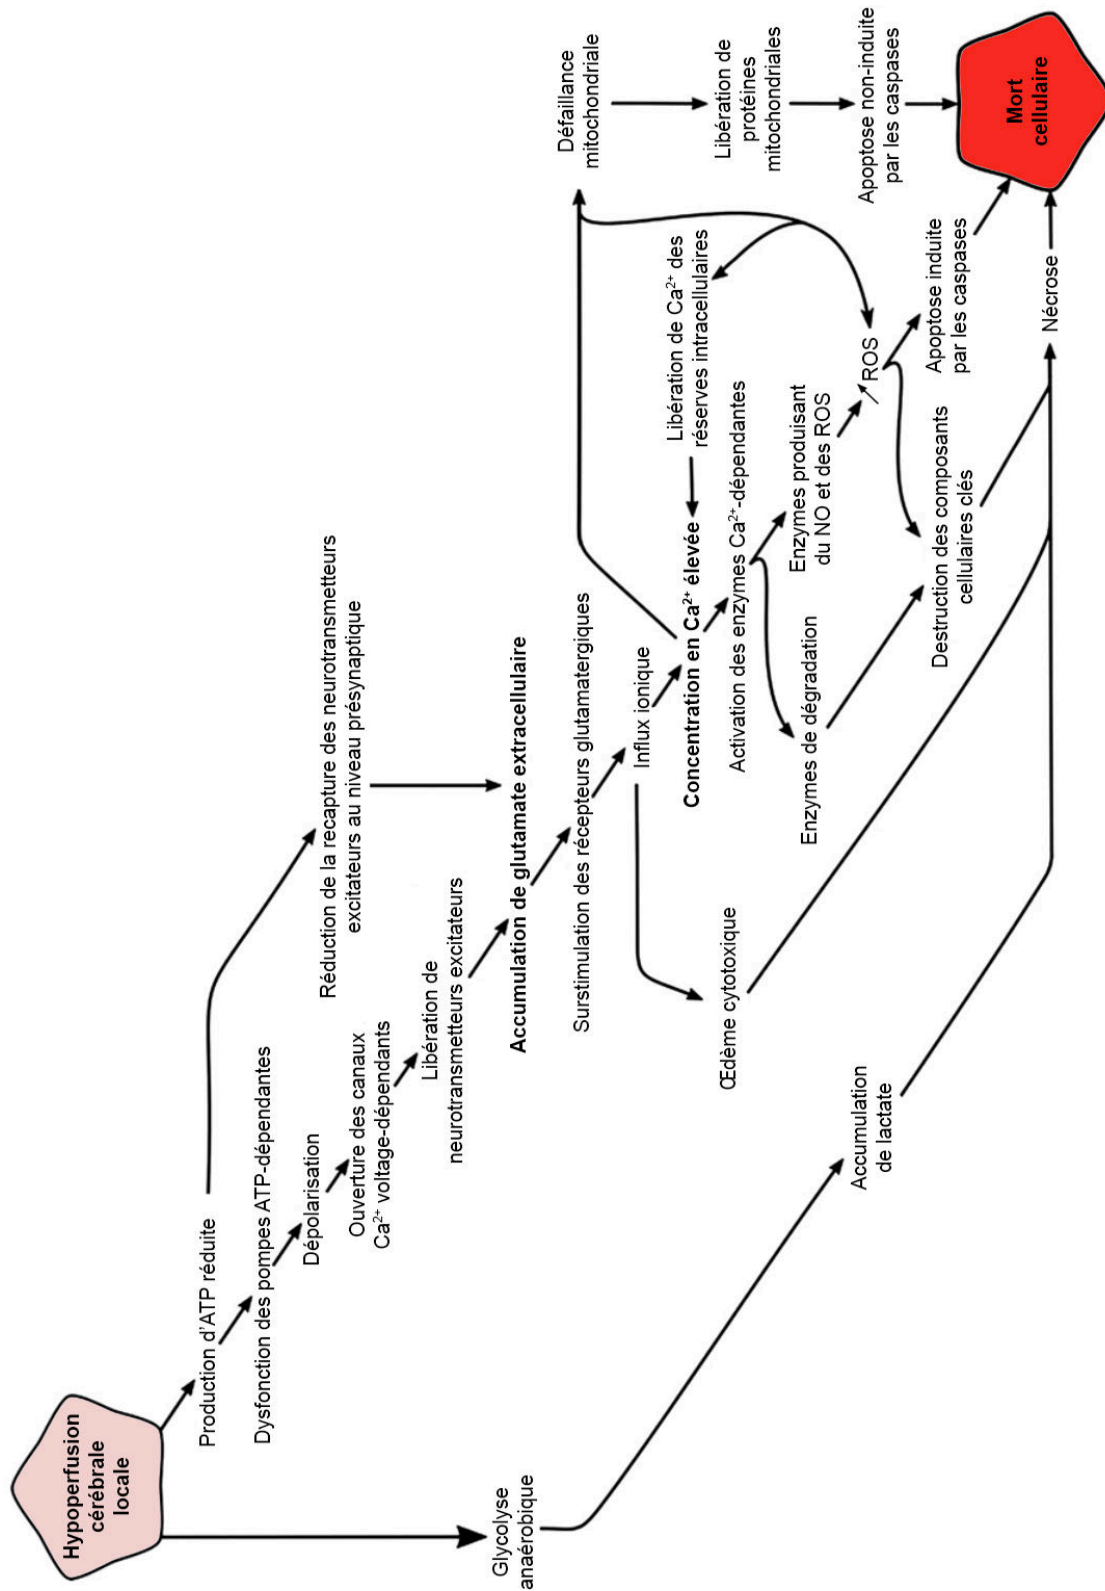 Hypoperfusion
cérébrale
locale
Production d'ATP réduite
Dysfonction des pompes ATP-dépendantes
Dépolarisation
Ouverture des canaux
Ca²⁺ voltage-dépendants
Libération de
neurotransmetteurs excitateurs
Réduction de la recapture des neurotransmetteurs
excitateurs au niveau présynaptique
Accumulation de glutamate extracellulaire
Surstimulation des récepteurs glutamatergiques
Influx ionique
Concentration en Ca²⁺ élevée
Libération de Ca²⁺ des
réserves intracellulaires
Activation des enzymes Ca²⁺-dépendantes
Enzymes de dégradation
Enzymes produisant
du NO et des ROS
ROS
Défaillance
mitochondriale
Libération de
protéines
mitochondriales
Apoptose non-induite
par les caspases
Apoptose induite
par les caspases
Destruction des composants
cellulaires clés
Œdème cytotoxique
Glycolyse
anaérobique
Accumulation
de lactate
Nécrose
Mort
cellulaire